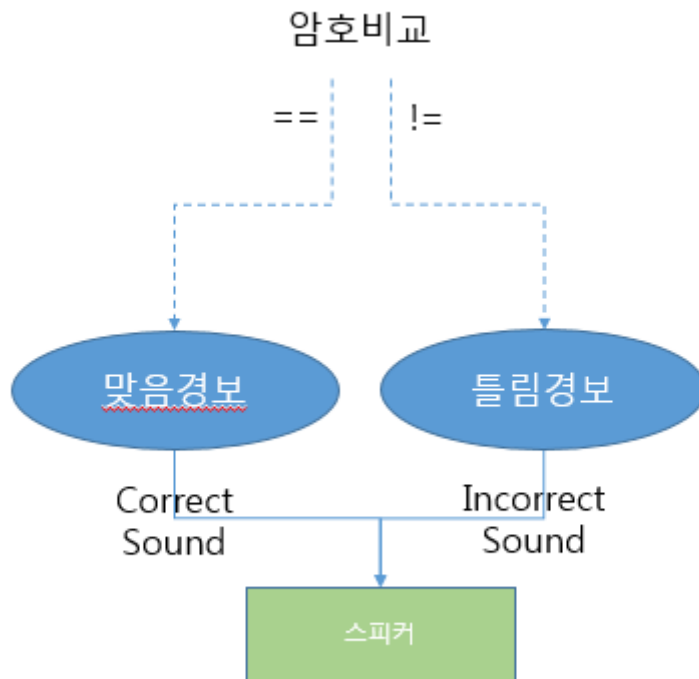 암호비교
== !=
맞음경보 틀림경보
Correct
Sound
Incorrect
Sound
스피커